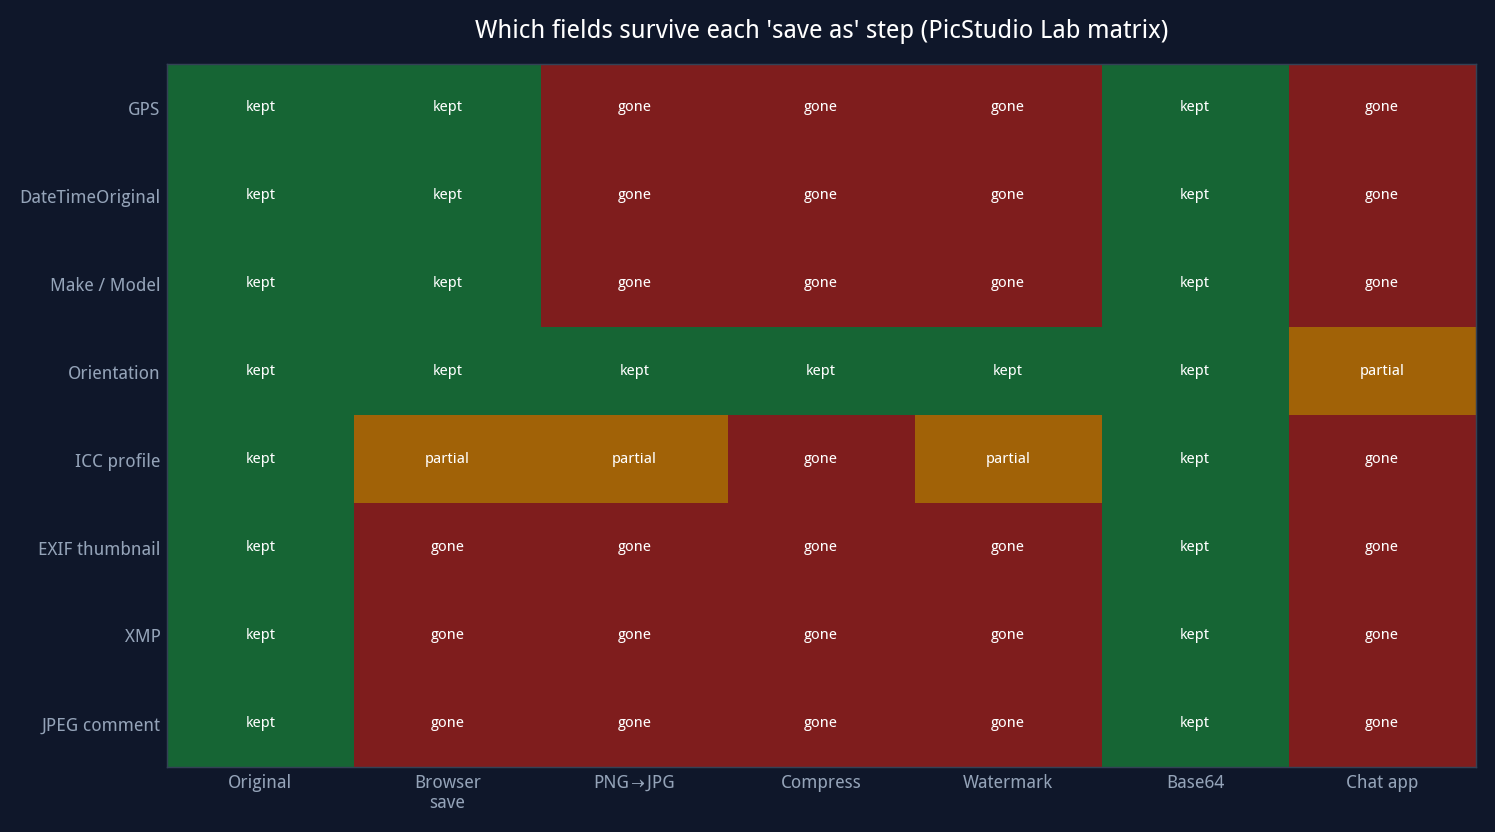 Which fields survive each 'save as' step (PicStudio Lab matrix)
GPS kept kept gone gone gone kept gone
DateTimeOriginal kept kept gone gone gone kept gone
Make / Model kept kept gone gone gone kept gone
Orientation kept kept kept kept kept kept partial
ICC profile kept partial partial gone partial kept gone
EXIF thumbnail kept gone gone gone gone kept gone
XMP kept gone gone gone gone kept gone
JPEG comment kept gone gone gone gone kept gone
Original Browser PNG→JPG Compress Watermark Base64 Chat app
save